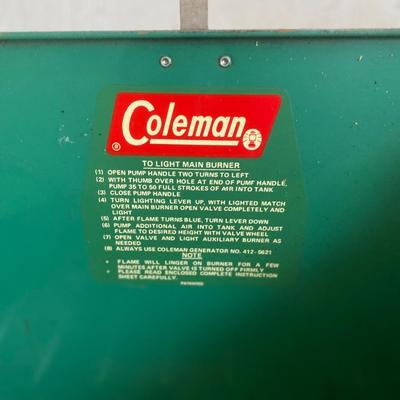 Coleman
®
TO LIGHT MAIN BURNER
(1) OPEN PUMP HANDLE TWO TURNS TO LEFT
(2) WITH THUMB OVER HOLE AT END OF PUMP HANDLE,
PUMP 35 TO 50 FULL STROKES OF AIR INTO TANK
(3) CLOSE PUMP HANDLE
(4) TURN LIGHTING LEVER UP, WITH LIGHTED MATCH
OVER MAIN BURNER OPEN VALVE COMPLETELY AND
LIGHT
(5) AFTER FLAME TURNS BLUE, TURN LEVER DOWN
(6) PUMP ADDITIONAL AIR INTO TANK AND ADJUST
FLAME TO DESIRED HEIGHT WITH VALVE WHEEL
(7) OPEN VALVE AND LIGHT AUXILIARY BURNER AS
NEEDED
(8) ALWAYS USE COLEMAN GENERATOR NO. 412-5621
NOTE
• FLAME WILL LINGER ON BURNER FOR A FEW
MINUTES AFTER VALVE IS TURNED OFF FIRMLY
• PLEASE READ ENCLOSED COMPLETE INSTRUCTION
SHEET CAREFULLY.
PATENTED